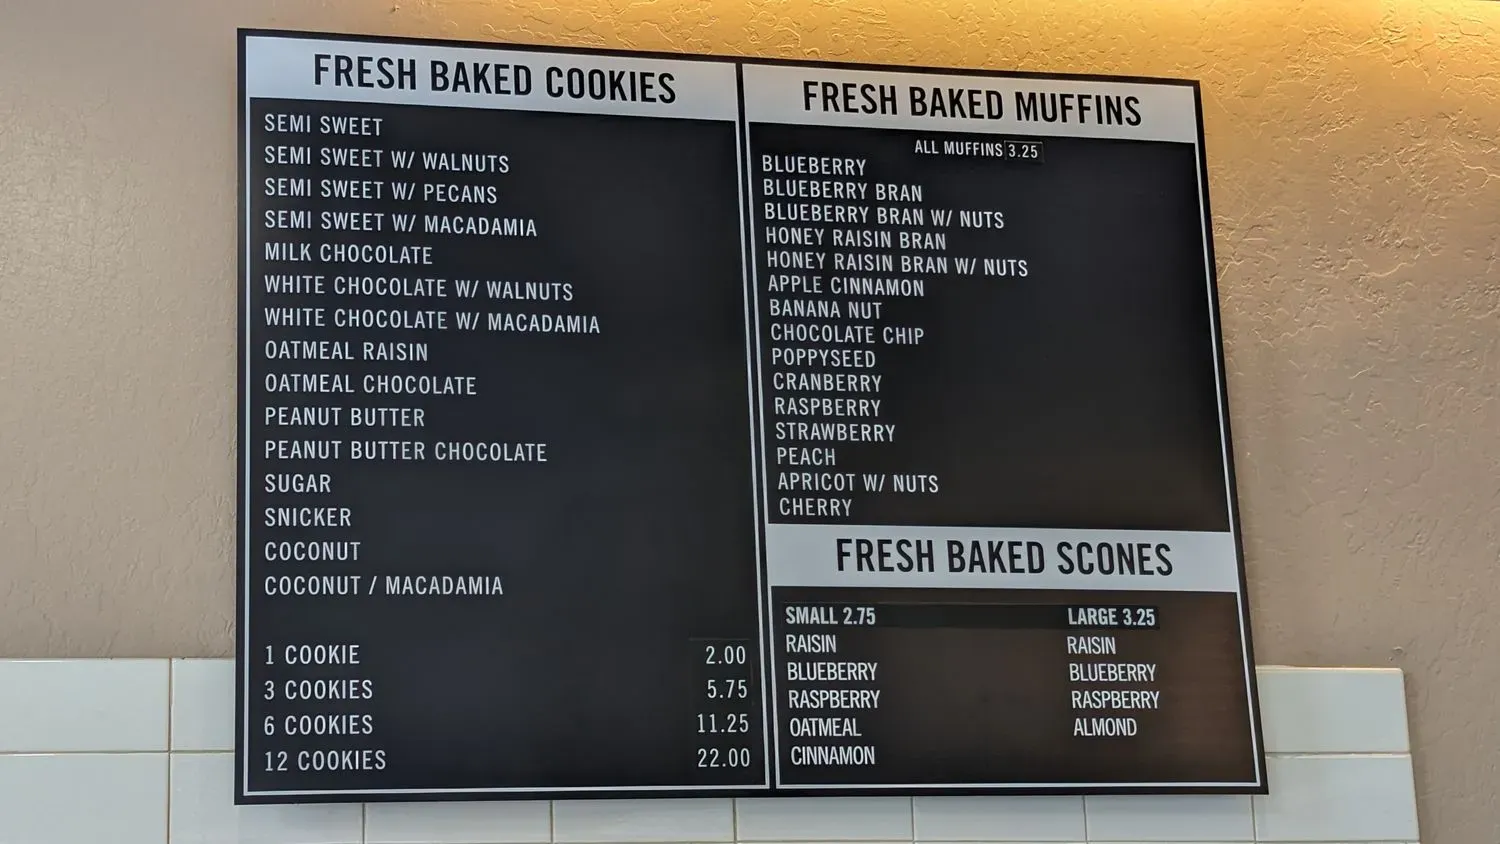 FRESH BAKED COOKIES
SEMI SWEET
SEMI SWEET W/ WALNUTS
SEMI SWEET W/ PECANS
SEMI SWEET W/ MACADAMIA
MILK CHOCOLATE
WHITE CHOCOLATE W/ WALNUTS
WHITE CHOCOLATE W/ MACADAMIA
OATMEAL RAISIN
OATMEAL CHOCOLATE
PEANUT BUTTER
PEANUT BUTTER CHOCOLATE
SUGAR
SNICKER
COCONUT
COCONUT / MACADAMIA
1 COOKIE 2.00
3 COOKIES 5.75
6 COOKIES 11.25
12 COOKIES 22.00
FRESH BAKED MUFFINS
ALL MUFFINS 3.25
BLUEBERRY
BLUEBERRY BRAN
BLUEBERRY BRAN W/ NUTS
HONEY RAISIN BRAN
HONEY RAISIN BRAN W/ NUTS
APPLE CINNAMON
BANANA NUT
CHOCOLATE CHIP
POPPYSEED
CRANBERRY
RASPBERRY
STRAWBERRY
PEACH
APRICOT W/ NUTS
CHERRY
FRESH BAKED SCONES
SMALL 2.75 LARGE 3.25
RAISIN RAISIN
BLUEBERRY BLUEBERRY
RASPBERRY RASPBERRY
OATMEAL ALMOND
CINNAMON